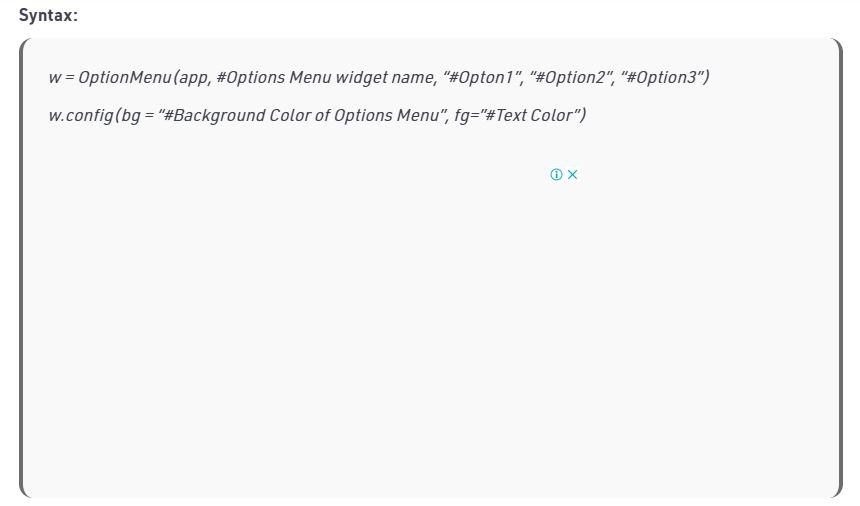 Syntax:
w = OptionMenu(app, #Options Menu widget name, “#Opton1”, “#Option2”, “#Option3”)
w.config(bg = “#Background Color of Options Menu”, fg=”#Text Color”)